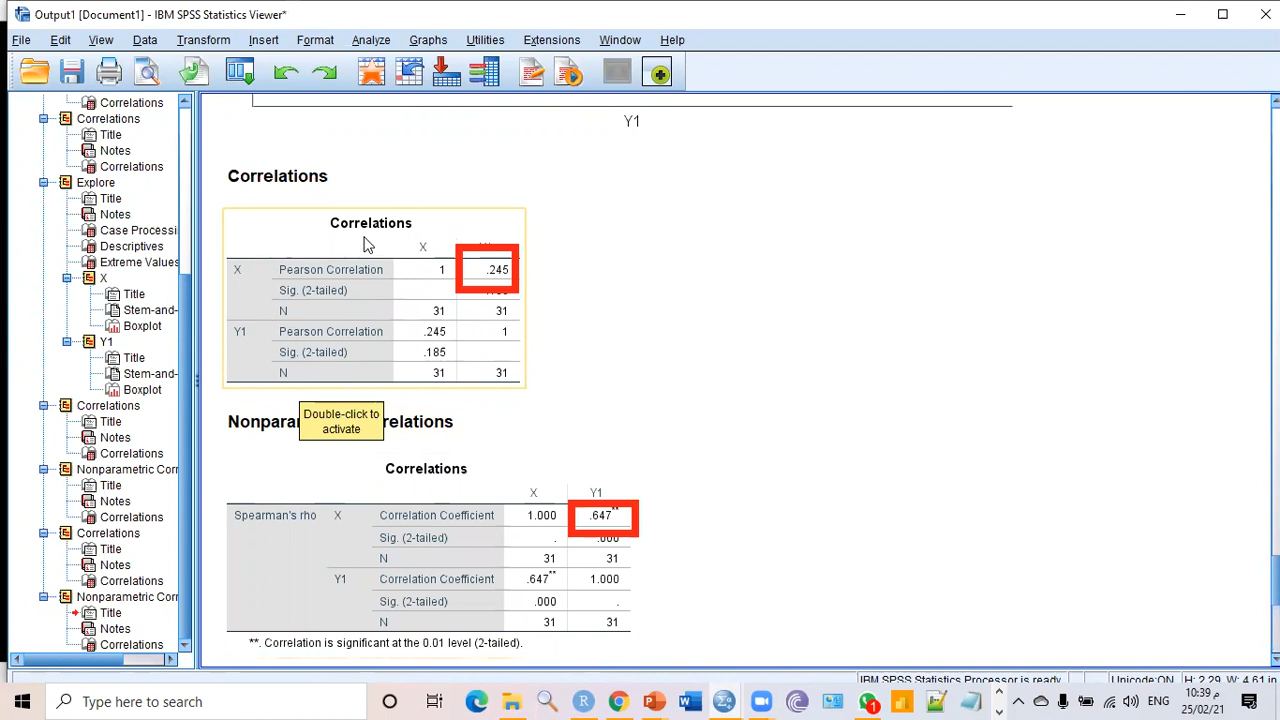 Output1 [Document1] - IBM SPSS Statistics Viewer*
File Edit View Data Transform Insert Format Analyze Graphs Utilities Extensions Window Help
Correlations
Correlations
Title
Notes
Correlations
Explore
Title
Notes
Case Processi
Descriptives
Extreme Values
X
Title
Stem-and-
Boxplot
Y1
Title
Stem-and-
Boxplot
Correlations
Title
Notes
Correlations
Nonparametric Corr
Title
Notes
Correlations
Correlations
Title
Notes
Correlations
Nonparametric Corr
Title
Notes
Correlations
Y1
Correlations
Correlations
X
X Pearson Correlation 1 .245
Sig. (2-tailed)
N 31 31
Y1 Pearson Correlation .245 1
Sig. (2-tailed) .185
N 31 31
Double-click to
activate
Nonpara relations
Correlations
X Y1
Spearman's rho X Correlation Coefficient 1.000 .647**
Sig. (2-tailed) . .000
N 31 31
Y1 Correlation Coefficient .647** 1.000
Sig. (2-tailed) .000 .
N 31 31
**. Correlation is significant at the 0.01 level (2-tailed).
IBM SPSS Statistics Processor is ready Unicode:ON H: 2.29, W: 4.61 in
Type here to search
1
ENG
10:39 م
25/02/21